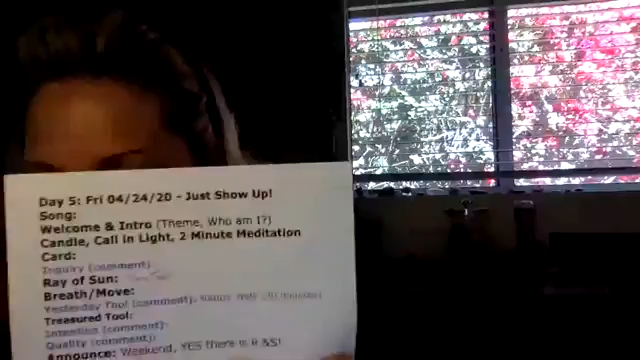 Day 5: Fri 04/24/20 - Just Show Up!
Song:
Welcome & Intro (Theme, Who am I?)
Candle, Call in Light, 2 Minute Meditation
Card:
Inquiry (comment)
Ray of Sun:
Breath/Move:
Yesterday Tool (comment),
Treasured Tool:
Intention (comment):
Quality (comment):
Announce: Weekend, YES there is R &S!